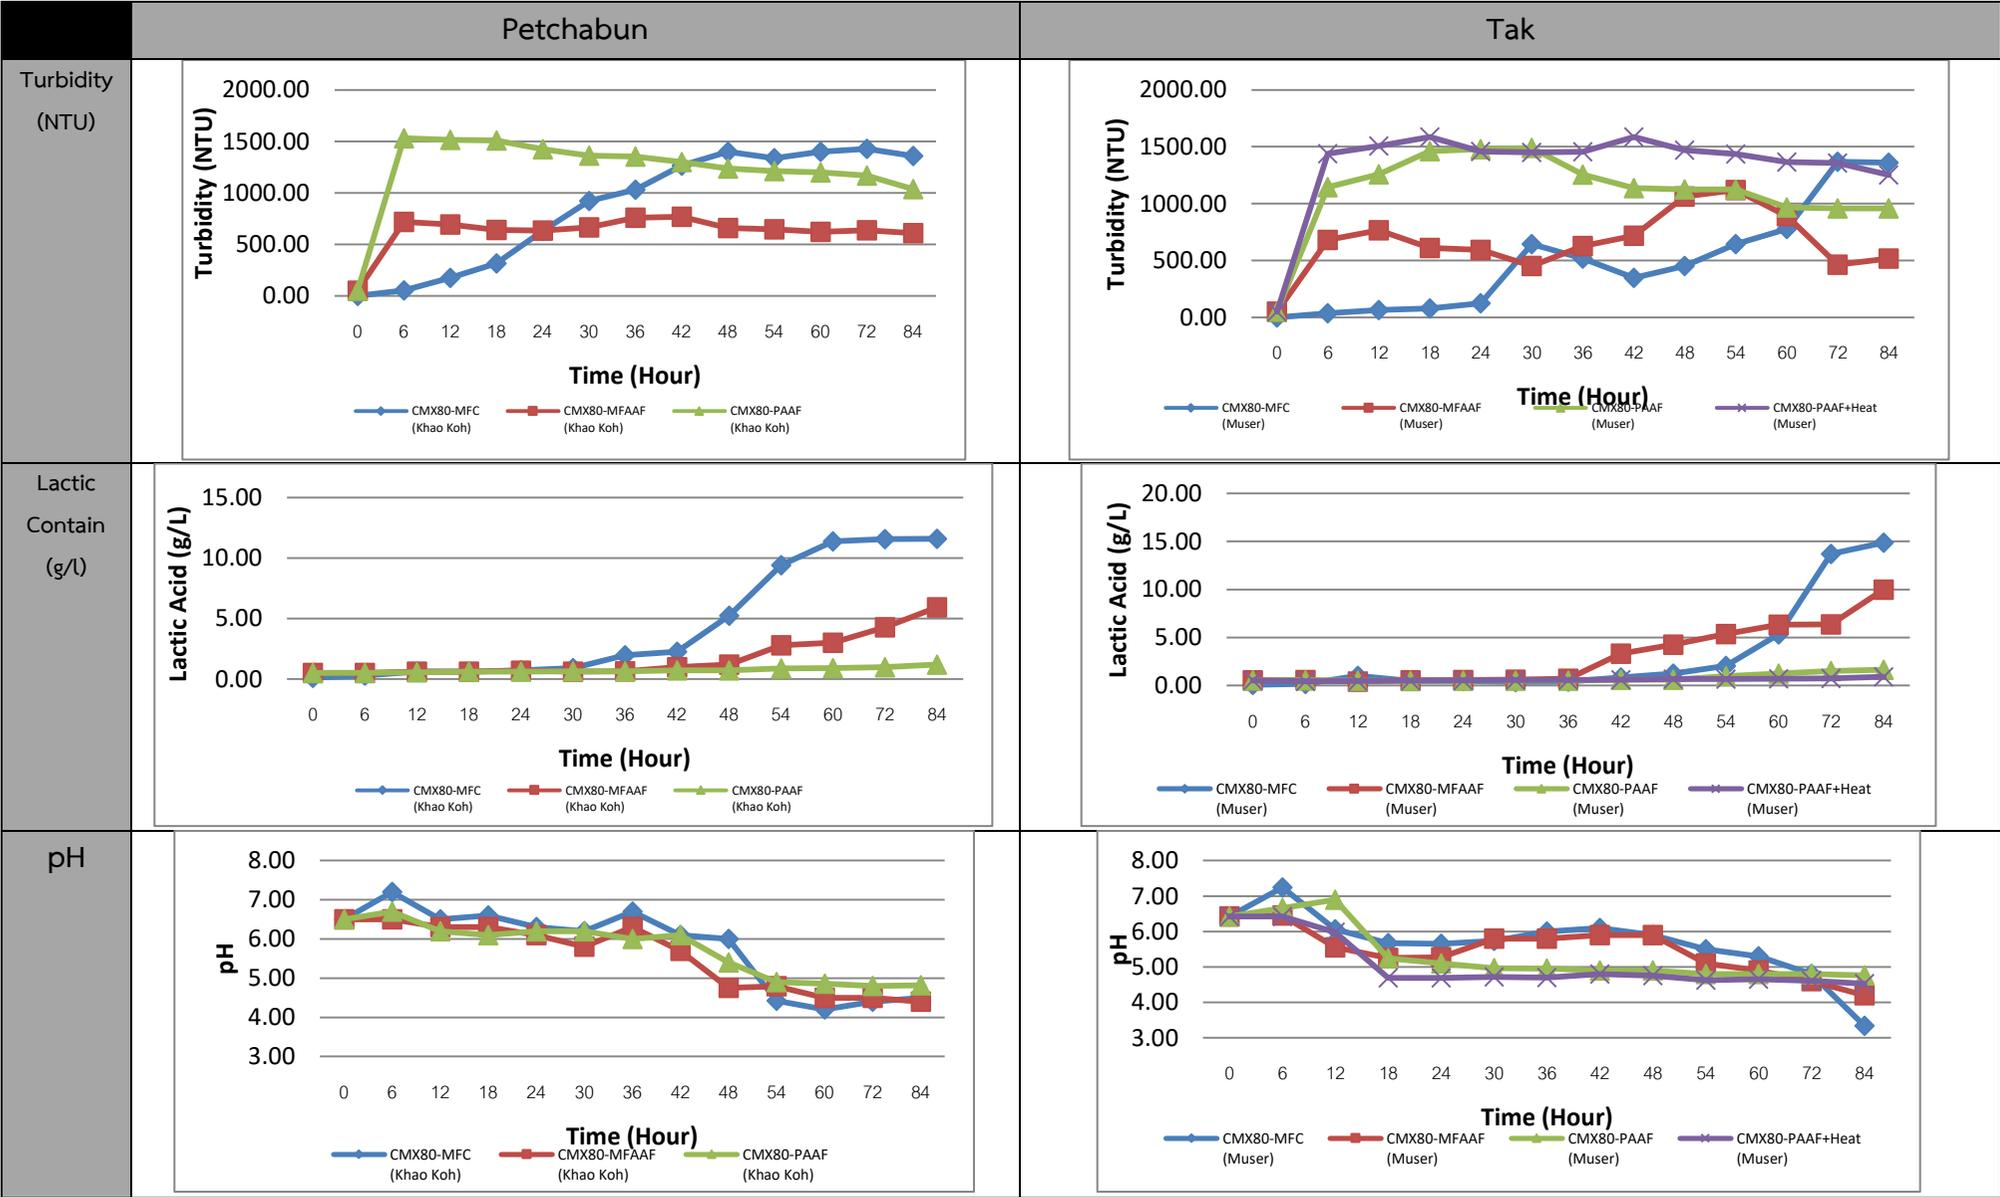 Petchabun
Tak
Turbidity
(NTU)
2000.00
1500.00
1000.00
500.00
0.00
Turbidity (NTU)
0 6 12 18 24 30 36 42 48 54 60 72 84
Time (Hour)
CMX80-MFC
(Khao Koh)
CMX80-MFAAF
(Khao Koh)
CMX80-PAAF
(Khao Koh)
2000.00
1500.00
1000.00
500.00
0.00
Turbidity (NTU)
0 6 12 18 24 30 36 42 48 54 60 72 84
Time (Hour)
CMX80-MFC
(Muser)
CMX80-MFAAF
(Muser)
CMX80-PAAF
(Muser)
CMX80-PAAF+Heat
(Muser)
Lactic
Contain
(g/l)
15.00
10.00
5.00
0.00
Lactic Acid (g/L)
0 6 12 18 24 30 36 42 48 54 60 72 84
Time (Hour)
CMX80-MFC
(Khao Koh)
CMX80-MFAAF
(Khao Koh)
CMX80-PAAF
(Khao Koh)
20.00
15.00
10.00
5.00
0.00
Lactic Acid (g/L)
0 6 12 18 24 30 36 42 48 54 60 72 84
Time (Hour)
CMX80-MFC
(Muser)
CMX80-MFAAF
(Muser)
CMX80-PAAF
(Muser)
CMX80-PAAF+Heat
(Muser)
pH
8.00
7.00
6.00
5.00
4.00
3.00
pH
0 6 12 18 24 30 36 42 48 54 60 72 84
Time (Hour)
CMX80-MFC
(Khao Koh)
CMX80-MFAAF
(Khao Koh)
CMX80-PAAF
(Khao Koh)
8.00
7.00
6.00
5.00
4.00
3.00
pH
0 6 12 18 24 30 36 42 48 54 60 72 84
Time (Hour)
CMX80-MFC
(Muser)
CMX80-MFAAF
(Muser)
CMX80-PAAF
(Muser)
CMX80-PAAF+Heat
(Muser)